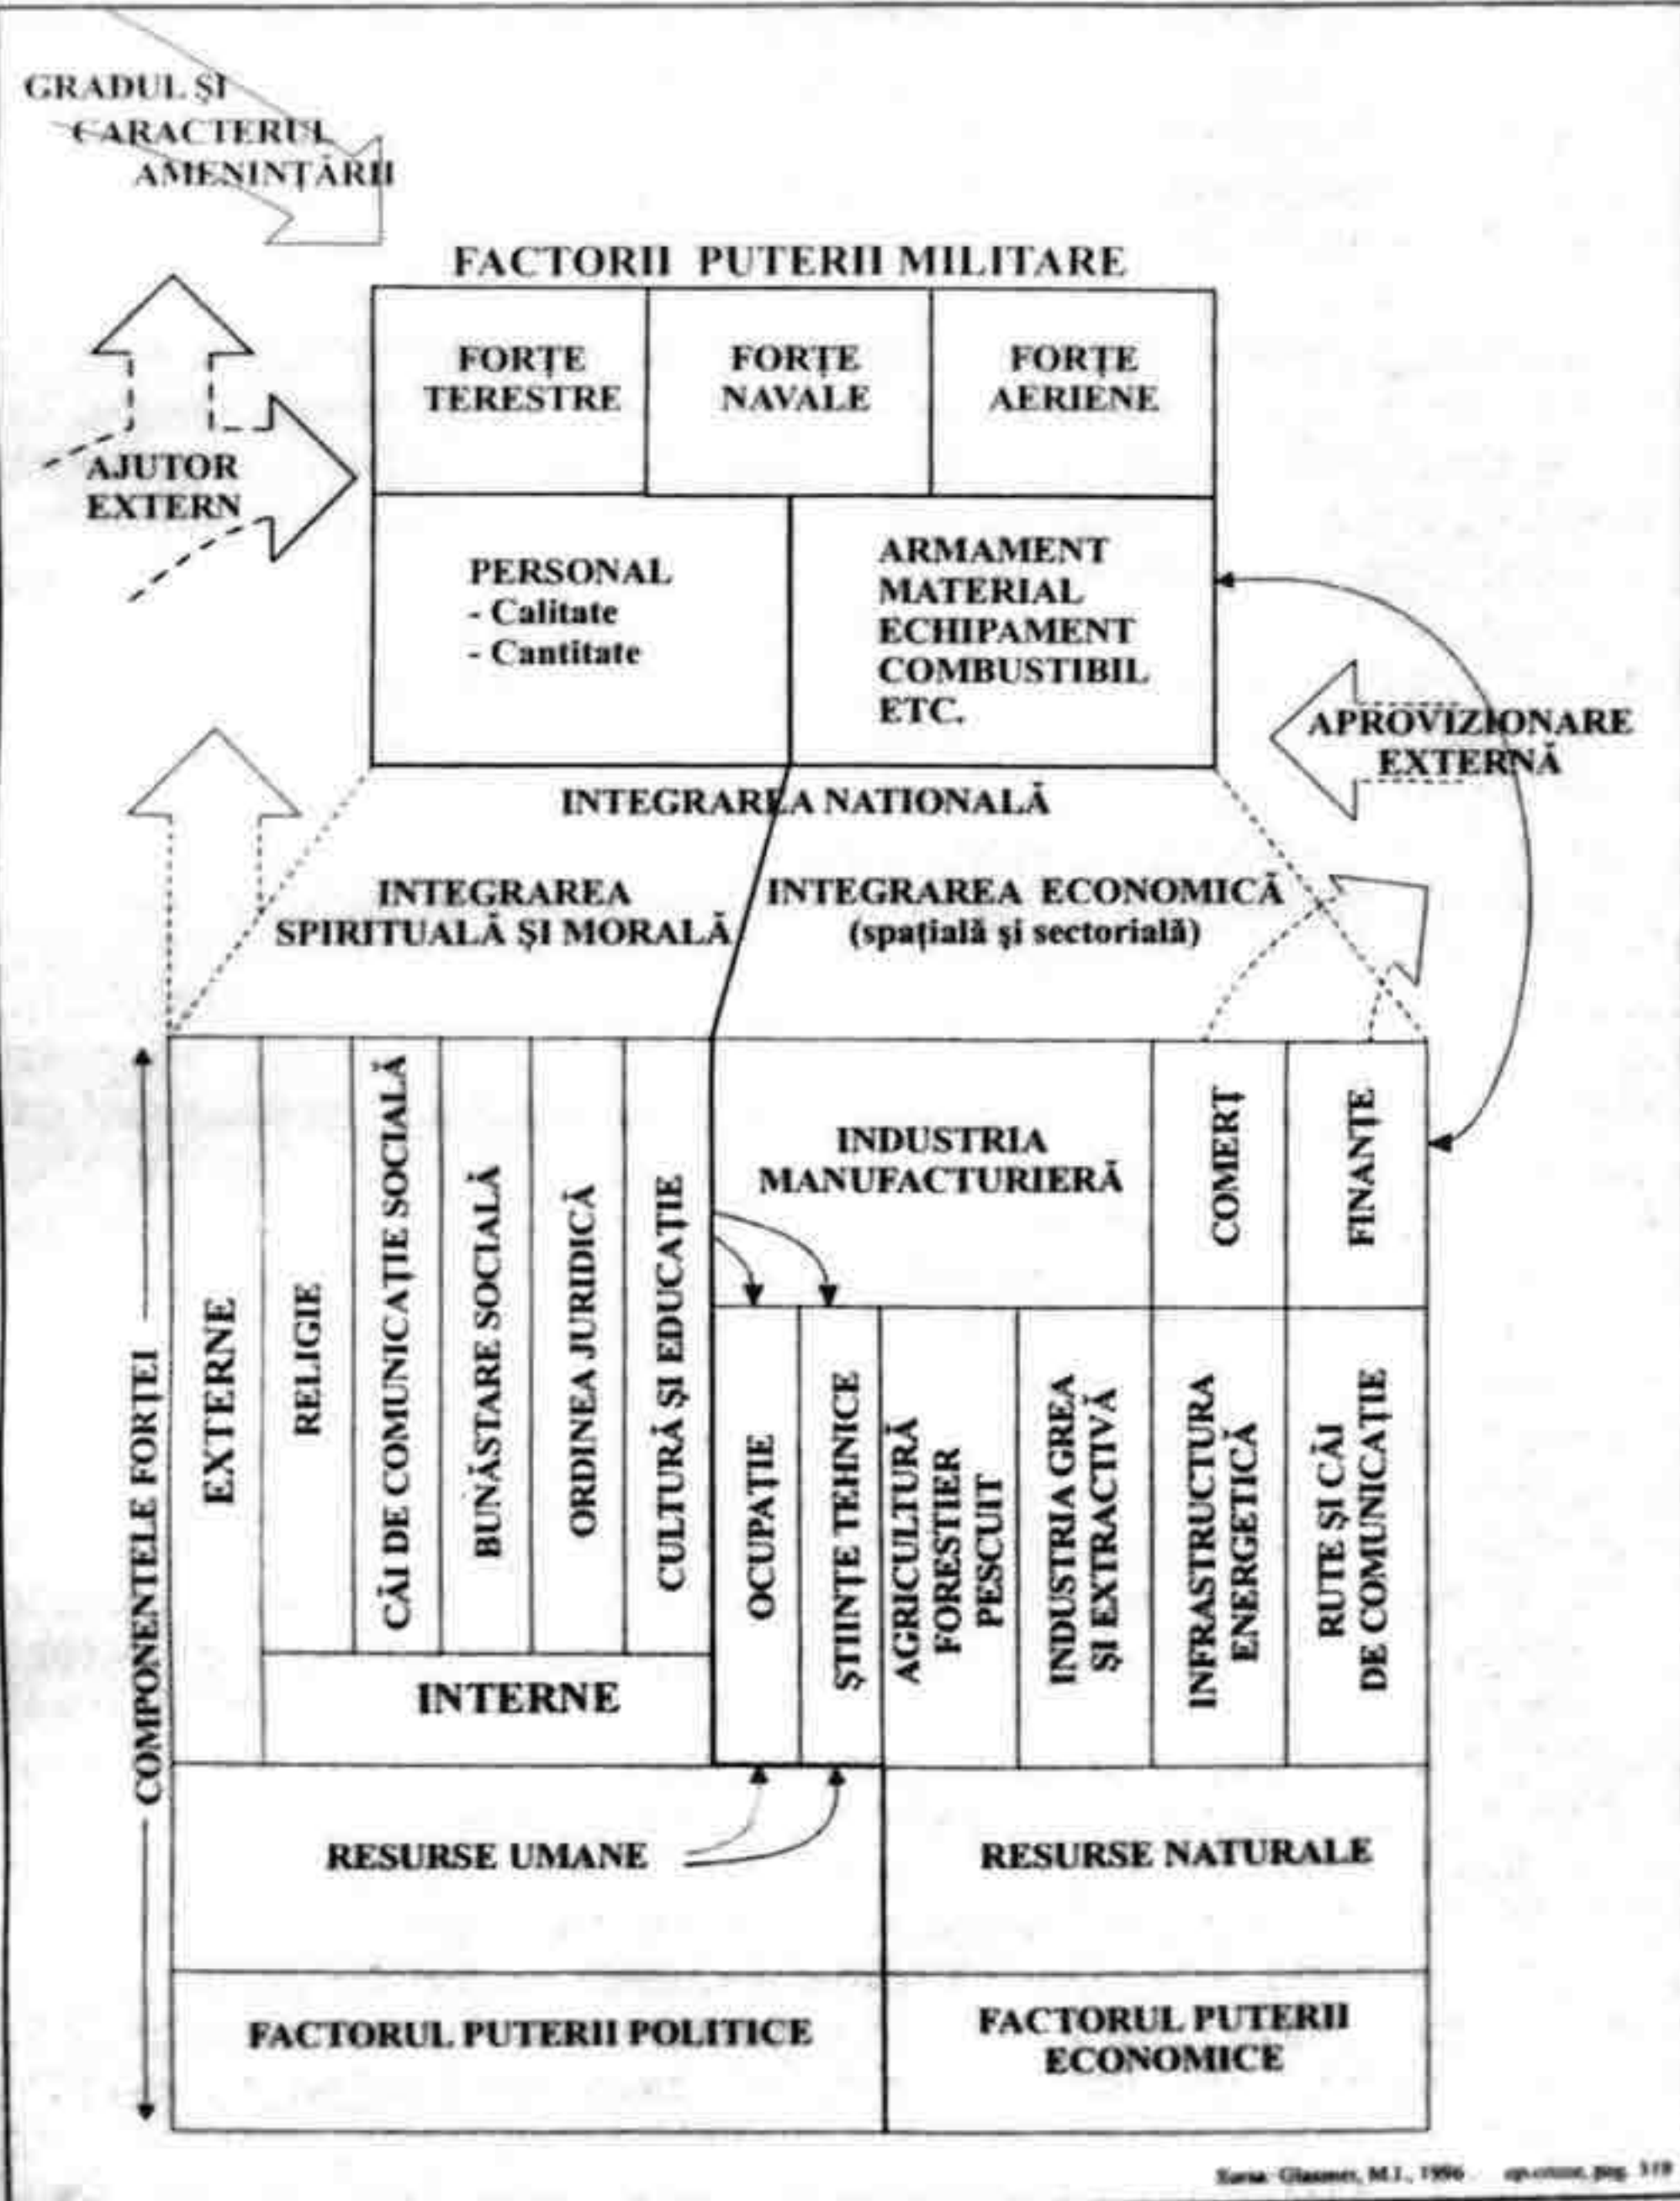 GRADUL ŞI
CARACTERUL
AMENINŢĂRII
FACTORII PUTERII MILITARE
FORŢE
TERESTRE
FORŢE
NAVALE
FORŢE
AERIENE
AJUTOR
EXTERN
PERSONAL
- Calitate
- Cantitate
ARMAMENT
MATERIAL
ECHIPAMENT
COMBUSTIBIL
ETC.
APROVIZIONARE
EXTERNĂ
INTEGRAREA NATIONALĂ
INTEGRAREA
SPIRITUALĂ ŞI MORALĂ
INTEGRAREA ECONOMICĂ
(spaţială şi sectorială)
COMPONENTELE FORŢEI
EXTERNE
RELIGIE
CĂI DE COMUNICAŢIE SOCIALĂ
BUNĂSTARE SOCIALĂ
ORDINEA JURIDICĂ
CULTURĂ ŞI EDUCAŢIE
INTERNE
INDUSTRIA
MANUFACTURIERĂ
COMERŢ
FINANŢE
OCUPAŢIE
ŞTIINŢE TEHNICE
AGRICULTURĂ
FORESTIER
PESCUIT
INDUSTRIA GREA
ŞI EXTRACTIVĂ
INFRASTRUCTURA
ENERGETICĂ
RUTE ŞI CĂI
DE COMUNICAŢIE
RESURSE UMANE
RESURSE NATURALE
FACTORUL PUTERII POLITICE
FACTORUL PUTERII
ECONOMICE
M.I., 1996 pag.